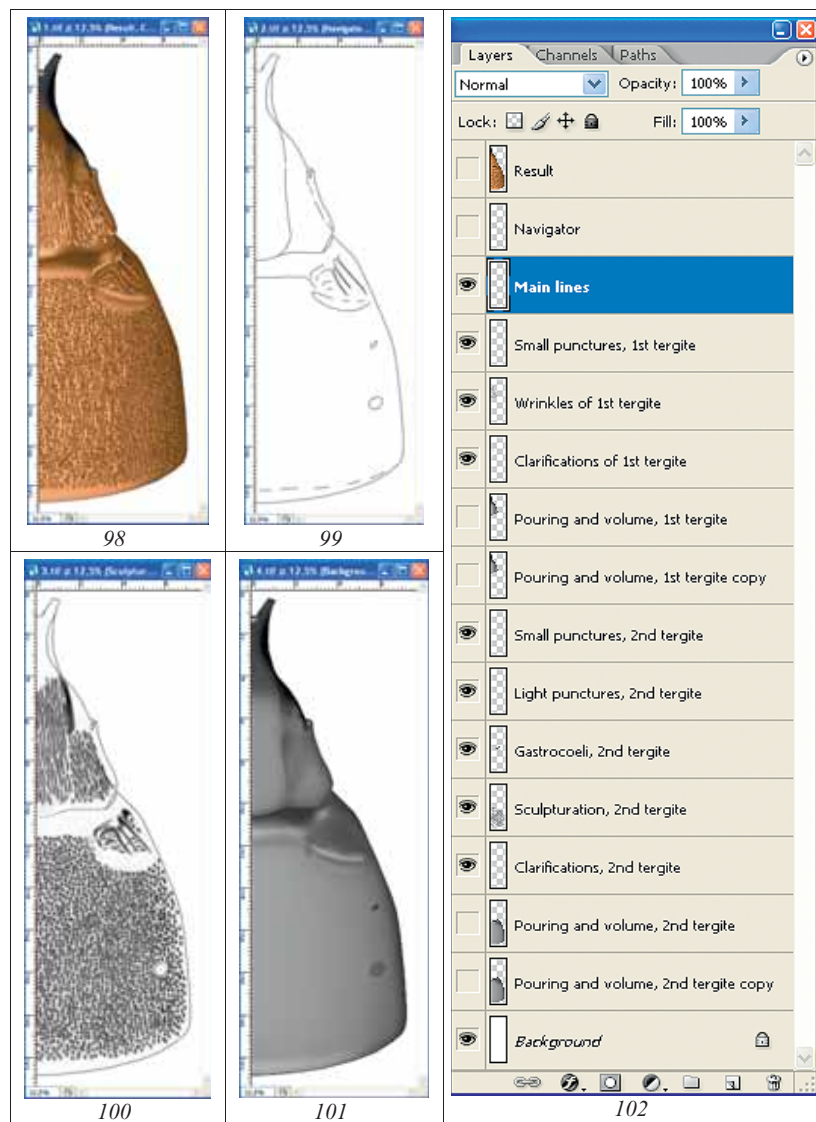 98
99
100
101
Layers Channels Paths
Normal Opacity: 100%
Lock: Fill: 100%
Result
Navigator
Main lines
Small punctures, 1st tergite
Wrinkles of 1st tergite
Clarifications of 1st tergite
Pouring and volume, 1st tergite
Pouring and volume, 1st tergite copy
Small punctures, 2nd tergite
Light punctures, 2nd tergite
Gastrocoeli, 2nd tergite
Sculpturation, 2nd tergite
Clarifications, 2nd tergite
Pouring and volume, 2nd tergite
Pouring and volume, 2nd tergite copy
Background
102